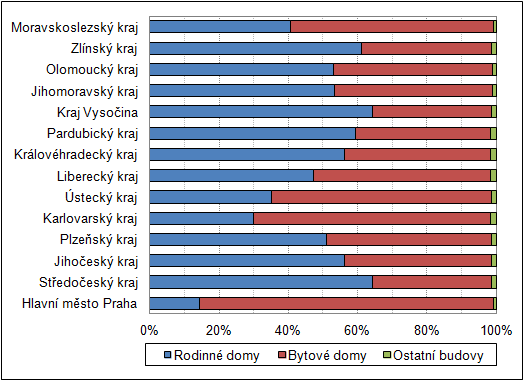 Moravskoslezský kraj
Zlínský kraj
Olomoucký kraj
Jihomoravský kraj
Kraj Vysočina
Pardubický kraj
Královéhradecký kraj
Liberecký kraj
Ústecký kraj
Karlovarský kraj
Plzeňský kraj
Jihočeský kraj
Středočeský kraj
Hlavní město Praha
0% 20% 40% 60% 80% 100%
Rodinné domy Bytové domy Ostatní budovy